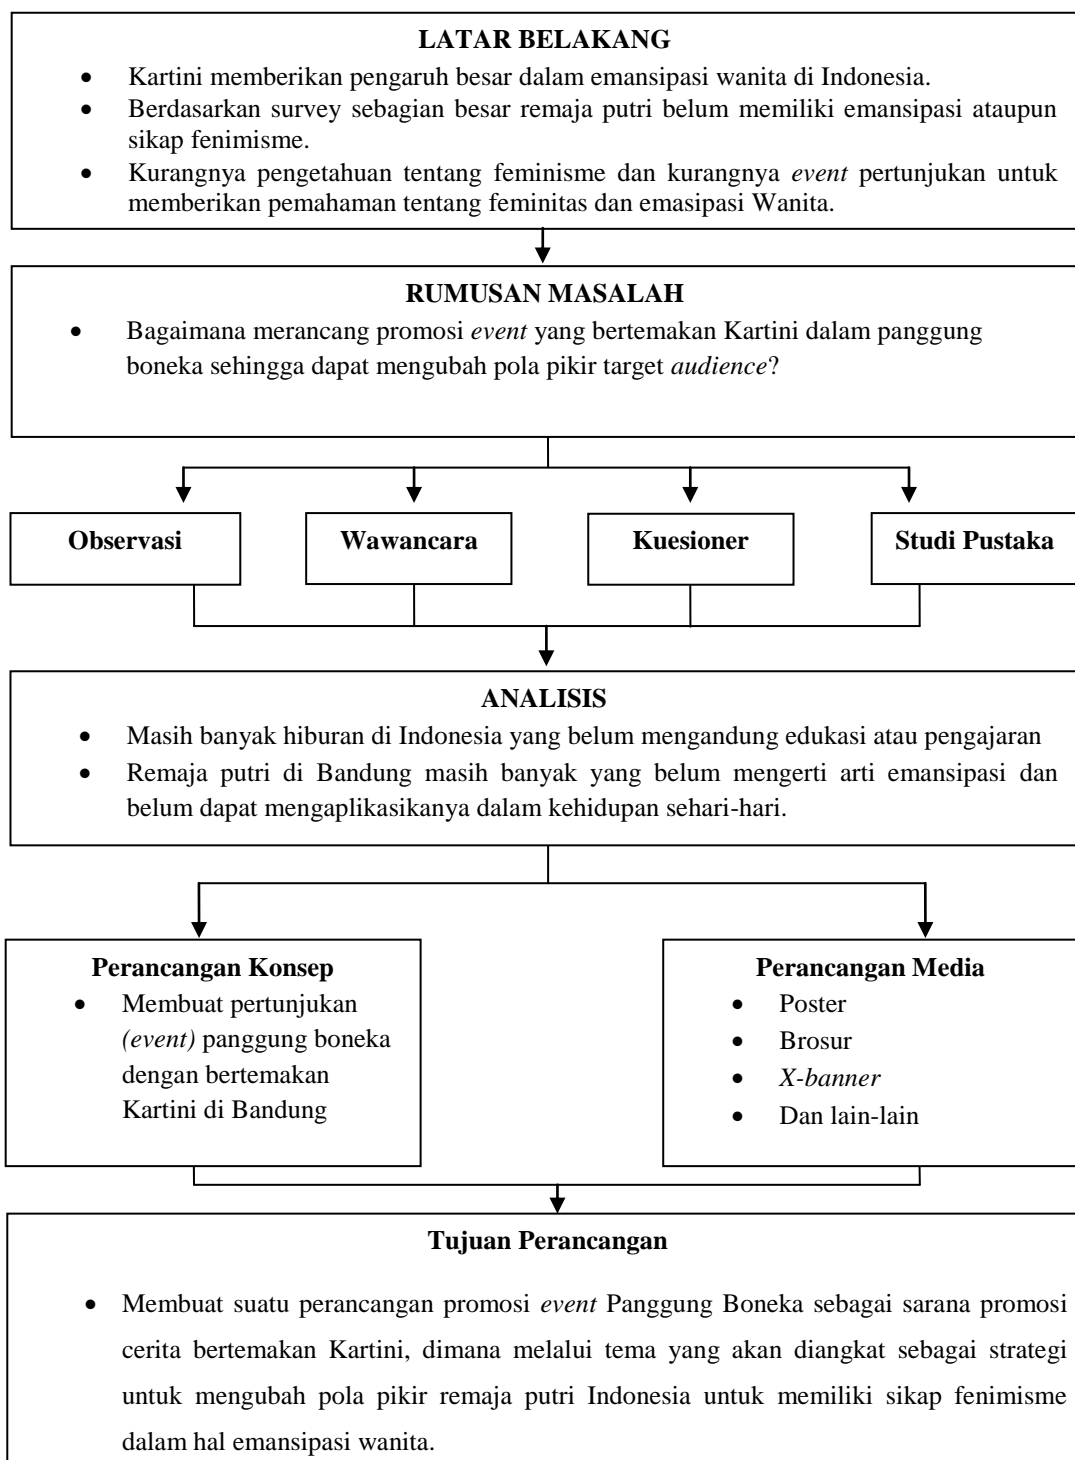 LATAR BELAKANG
• Kartini memberikan pengaruh besar dalam emansipasi wanita di Indonesia.
• Berdasarkan survey sebagian besar remaja putri belum memiliki emansipasi ataupun
sikap fenimisme.
• Kurangnya pengetahuan tentang feminisme dan kurangnya event pertunjukan untuk
memberikan pemahaman tentang feminitas dan emasipasi Wanita.
RUMUSAN MASALAH
• Bagaimana merancang promosi event yang bertemakan Kartini dalam panggung
boneka sehingga dapat mengubah pola pikir target audience?
Observasi
Wawancara
Kuesioner
Studi Pustaka
ANALISIS
• Masih banyak hiburan di Indonesia yang belum mengandung edukasi atau pengajaran
• Remaja putri di Bandung masih banyak yang belum mengerti arti emansipasi dan
belum dapat mengaplikasikanya dalam kehidupan sehari-hari.
Perancangan Konsep
• Membuat pertunjukan
(event) panggung boneka
dengan bertemakan
Kartini di Bandung
Perancangan Media
• Poster
• Brosur
• X-banner
• Dan lain-lain
Tujuan Perancangan
• Membuat suatu perancangan promosi event Panggung Boneka sebagai sarana promosi
cerita bertemakan Kartini, dimana melalui tema yang akan diangkat sebagai strategi
untuk mengubah pola pikir remaja putri Indonesia untuk memiliki sikap fenimisme
dalam hal emansipasi wanita.